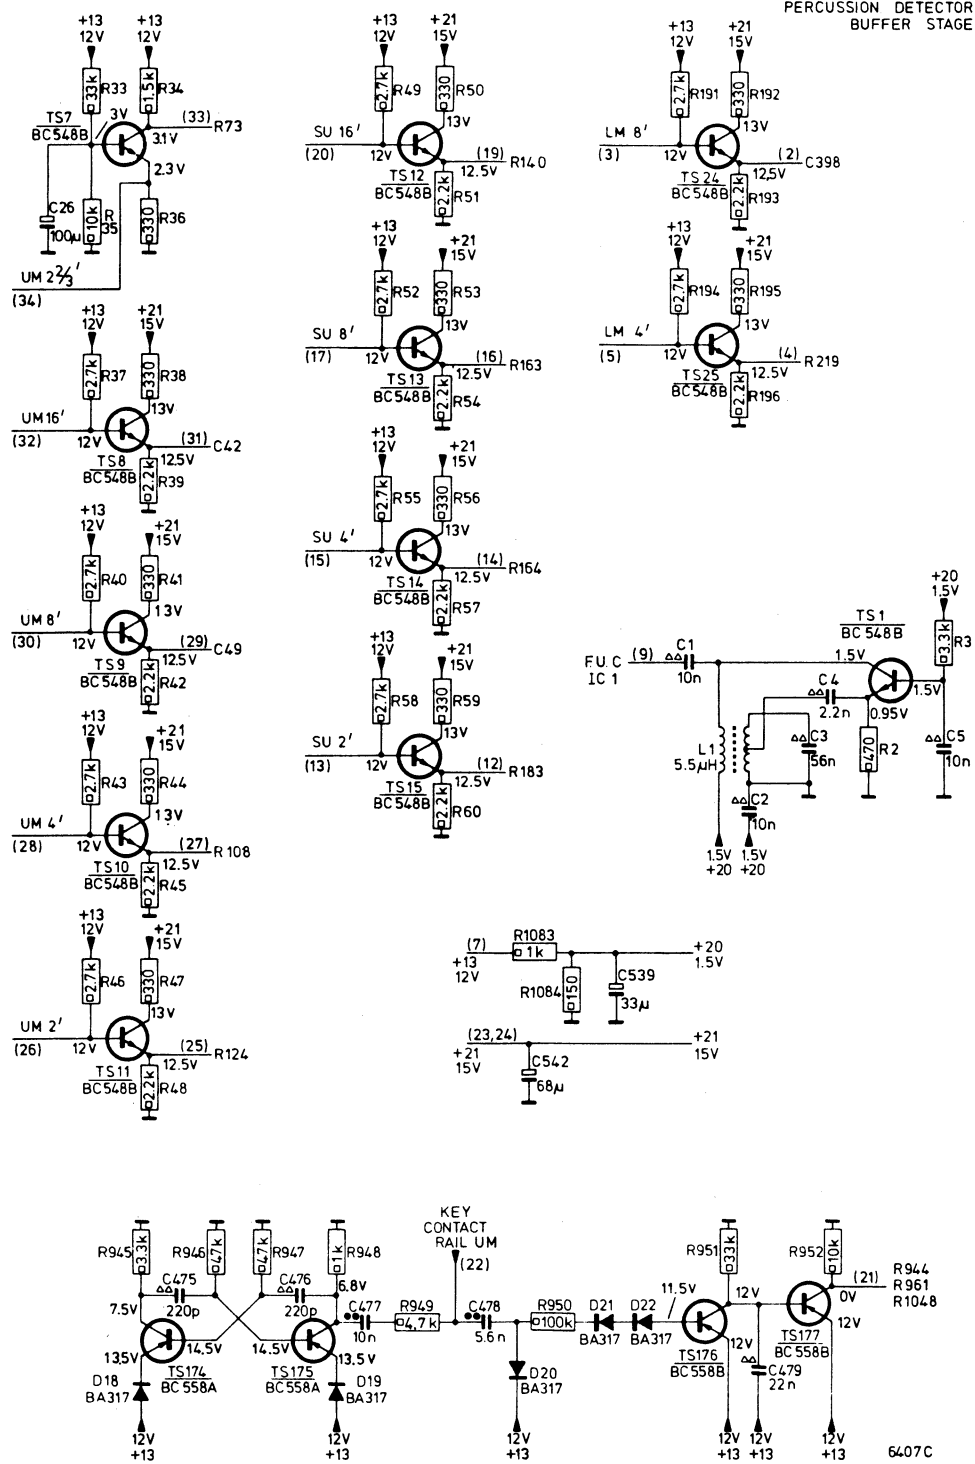 PERCUSSION DETECTOR
BUFFER STAGE
+13
12V
+13
12V
33k
R33
1.5k
R34
TS7
BC548B
3V
(33)
R73
3.1V
2.3V
C26
100µ
10k
R
35
330
R36
UM 2⅔'
(34)
+13
12V
+21
15V
2.7k
R37
330
R38
13V
UM16'
(32)
12V
(31)
C42
TS8
BC548B
12.5V
2.2k
R39
+13
12V
+21
15V
2.7k
R40
330
R41
13V
UM 8'
(30)
12V
(29)
C49
TS9
BC548B
12.5V
2.2k
R42
+13
12V
+21
15V
2.7k
R43
330
R44
13V
UM 4'
(28)
12V
(27)
R108
TS10
BC548B
12.5V
2.2k
R45
+13
12V
+21
15V
2.7k
R46
330
R47
13V
UM 2'
(26)
12V
(25)
R124
TS11
BC548B
12.5V
2.2k
R48
+13
12V
+21
15V
2.7k
R49
330
R50
13V
SU 16'
(20)
12V
(19)
R140
TS12
BC548B
12.5V
2.2k
R51
+13
12V
+21
15V
2.7k
R52
330
R53
13V
SU 8'
(17)
12V
(16)
R163
TS13
BC548B
12.5V
2.2k
R54
+13
12V
+21
15V
2.7k
R55
330
R56
13V
SU 4'
(15)
12V
(14)
R164
TS14
BC548B
12.5V
2.2k
R57
+13
12V
+21
15V
2.7k
R58
330
R59
13V
SU 2'
(13)
12V
(12)
R183
TS15
BC548B
12.5V
2.2k
R60
+13
12V
+21
15V
2.7k
R191
330
R192
13V
LM 8'
(3)
12V
(2)
C398
TS24
BC548B
12,5V
2.2k
R193
+13
12V
+21
15V
2.7k
R194
330
R195
13V
LM 4'
(5)
12V
(4)
R219
TS25
BC548B
12.5V
2.2k
R196
+20
1.5V
TS1
BC548B
3.3k
R3
F.U.C
IC 1
(9)
C1
10n
1.5V
1.5V
C4
2.2n
0.95V
L1
5.5µH
C3
56n
470
R2
C5
10n
C2
10n
1.5V
+20
1.5V
+20
(7)
+13
12V
R1083
1k
+20
1.5V
R1084
150
C539
33µ
(23,24)
+21
15V
+21
15V
C542
68µ
R945
3.3k
R946
47k
47k
R947
1k
R948
KEY
CONTACT
RAIL UM
(22)
C475
220p
C476
220p
6.8V
7.5V
C477
10n
R949
4.7k
C478
5.6n
R950
100k
D21
BA317
D22
BA317
11.5V
R951
33k
R952
10k
(21)
R944
R961
R1048
12V
0V
13,5V
14.5V
14.5V
13.5V
TS174
BC558A
TS175
BC558A
D18
BA317
D19
BA317
D20
BA317
12V
TS176
BC558B
TS177
BC558B
12V
C479
22n
12V
+13
12V
+13
12V
+13
12V
+13
12V
+13
12V
+13
6407C